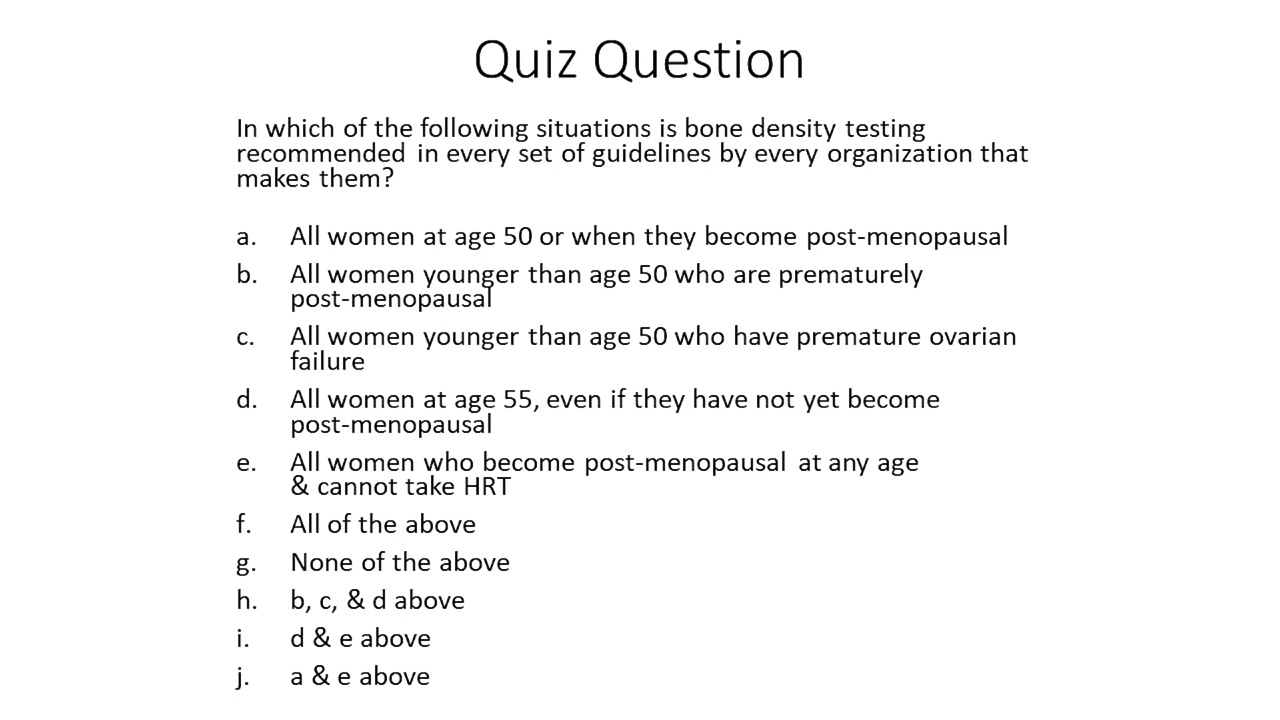 Quiz Question
In which of the following situations is bone density testing
recommended in every set of guidelines by every organization that
makes them?
a. All women at age 50 or when they become post-menopausal
b. All women younger than age 50 who are prematurely
post-menopausal
c. All women younger than age 50 who have premature ovarian
failure
d. All women at age 55, even if they have not yet become
post-menopausal
e. All women who become post-menopausal at any age
& cannot take HRT
f. All of the above
g. None of the above
h. b, c, & d above
i. d & e above
j. a & e above